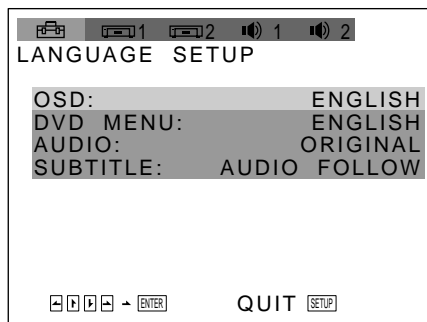 1 2 1 2
LANGUAGE SETUP
OSD: ENGLISH
DVD MENU: ENGLISH
AUDIO: ORIGINAL
SUBTITLE: AUDIO FOLLOW
ENTER QUIT SETUP